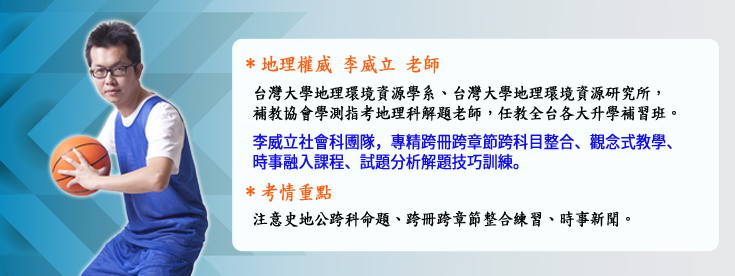 *地理權威 李威立 老師
台灣大學地理環境資源學系、台灣大學地理環境資源研究所，
補教協會學測指考地理科解題老師，任教全台各大升學補習班。
李威立社會科團隊，專精跨冊跨章節跨科目整合、觀念式教學、
時事融入課程、試題分析解題技巧訓練。
*考情重點
注意史地公跨科命題、跨冊跨章節整合練習、時事新聞。